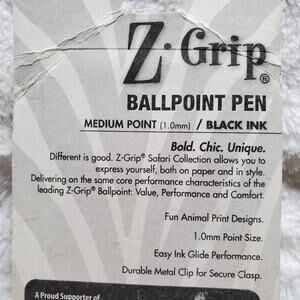 Z-Grip®
BALLPOINT PEN
MEDIUM POINT (1.0mm) / BLACK INK
Bold. Chic. Unique.
Different is good. Z-Grip® Safari Collection allows you to
express yourself, both on paper and in style.
Delivering on the same core performance characteristics of the
leading Z-Grip® Ballpoint: Value, Performance and Comfort.
Fun Animal Print Designs.
1.0mm Point Size.
Easy Ink Glide Performance.
Durable Metal Clip for Secure Clasp.
A Proud Supporter of